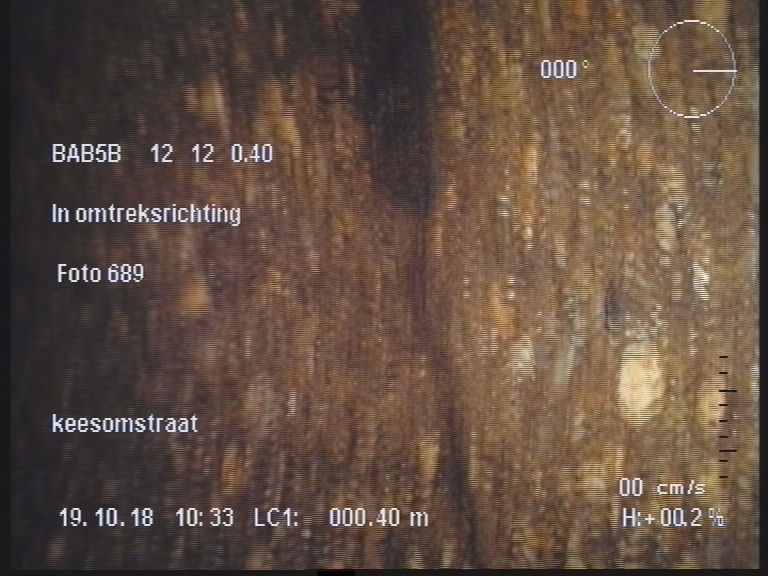 000°
BAB5B 12 12 0.40
In omtreksrichting
Foto 689
keesomstraat
00 cm/s
19.10.18 10:33 LC1: 000.40 m H:+00.2 %